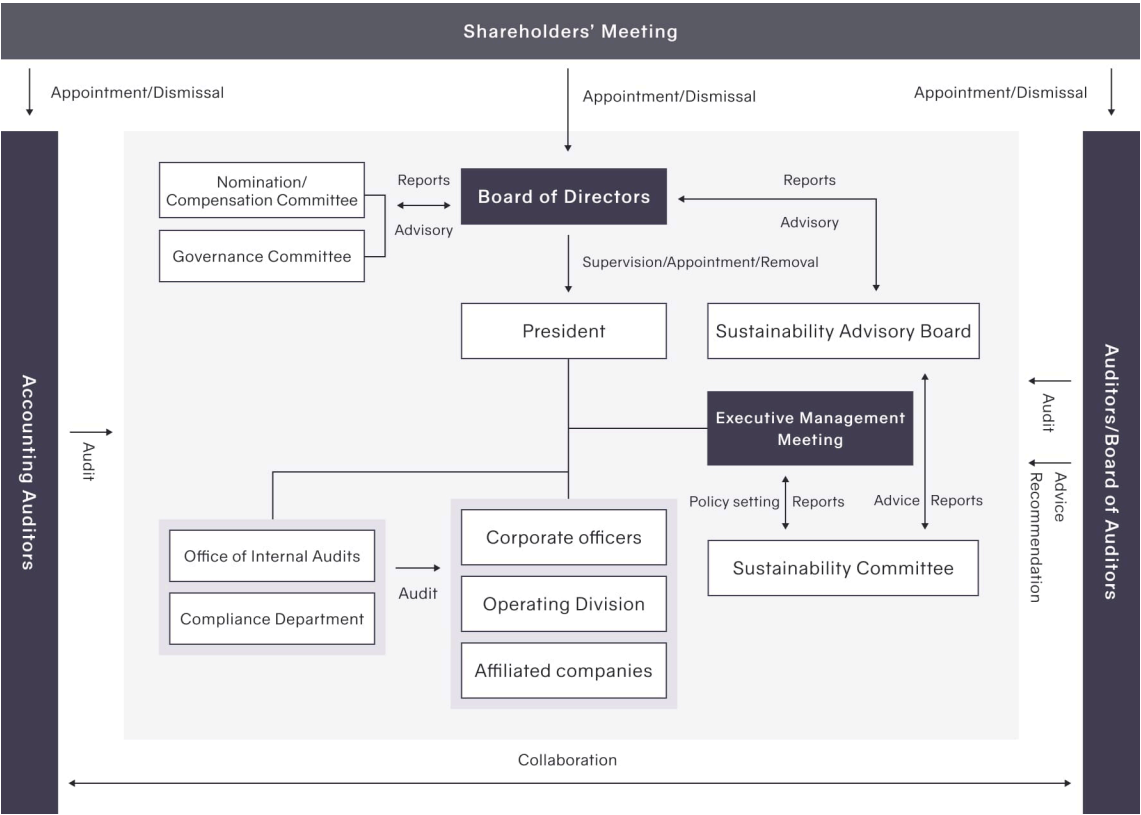 Shareholders' Meeting
Appointment/Dismissal
Appointment/Dismissal
Appointment/Dismissal
Nomination/
Compensation Committee
Governance Committee
Reports
Advisory
Board of Directors
Reports
Advisory
Supervision/Appointment/Removal
President
Sustainability Advisory Board
Executive Management
Meeting
Policy setting
Reports
Advice
Reports
Sustainability Committee
Office of Internal Audits
Compliance Department
Audit
Corporate officers
Operating Division
Affiliated companies
Accounting Auditors
Audit
Audit
Advice
Recommendation
Auditors/Board of Auditors
Collaboration